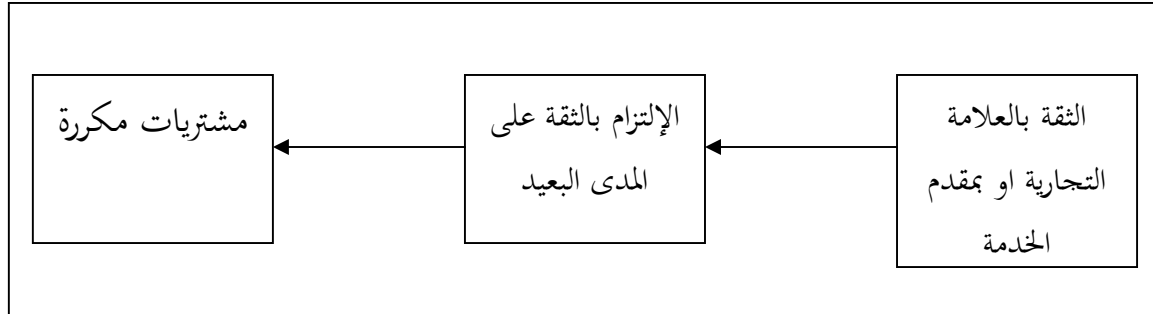 الثقة بالعلامة
التجارية او بمقدم
الخدمة
الإلتزام بالثقة على
المدى البعيد
مشتريات مكررة